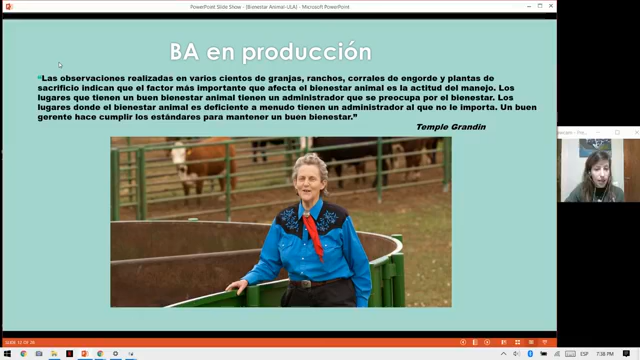 PowerPoint Slide Show - [Bienestar Animal-ULA] - Microsoft PowerPoint
BA en producción
“Las observaciones realizadas en varios cientos de granjas, ranchos, corrales de engorde y plantas de
sacrificio indican que el factor más importante que afecta el bienestar animal es la actitud del manejo. Los
lugares que tienen un buen bienestar animal tienen un administrador que se preocupa por el bienestar. Los
lugares donde el bienestar animal es deficiente a menudo tienen un administrador al que no le importa. Un buen
gerente hace cumplir los estándares para mantener un buen bienestar.”
Temple Grandin
SLIDE 12 OF 26
ESP
7:38 PM